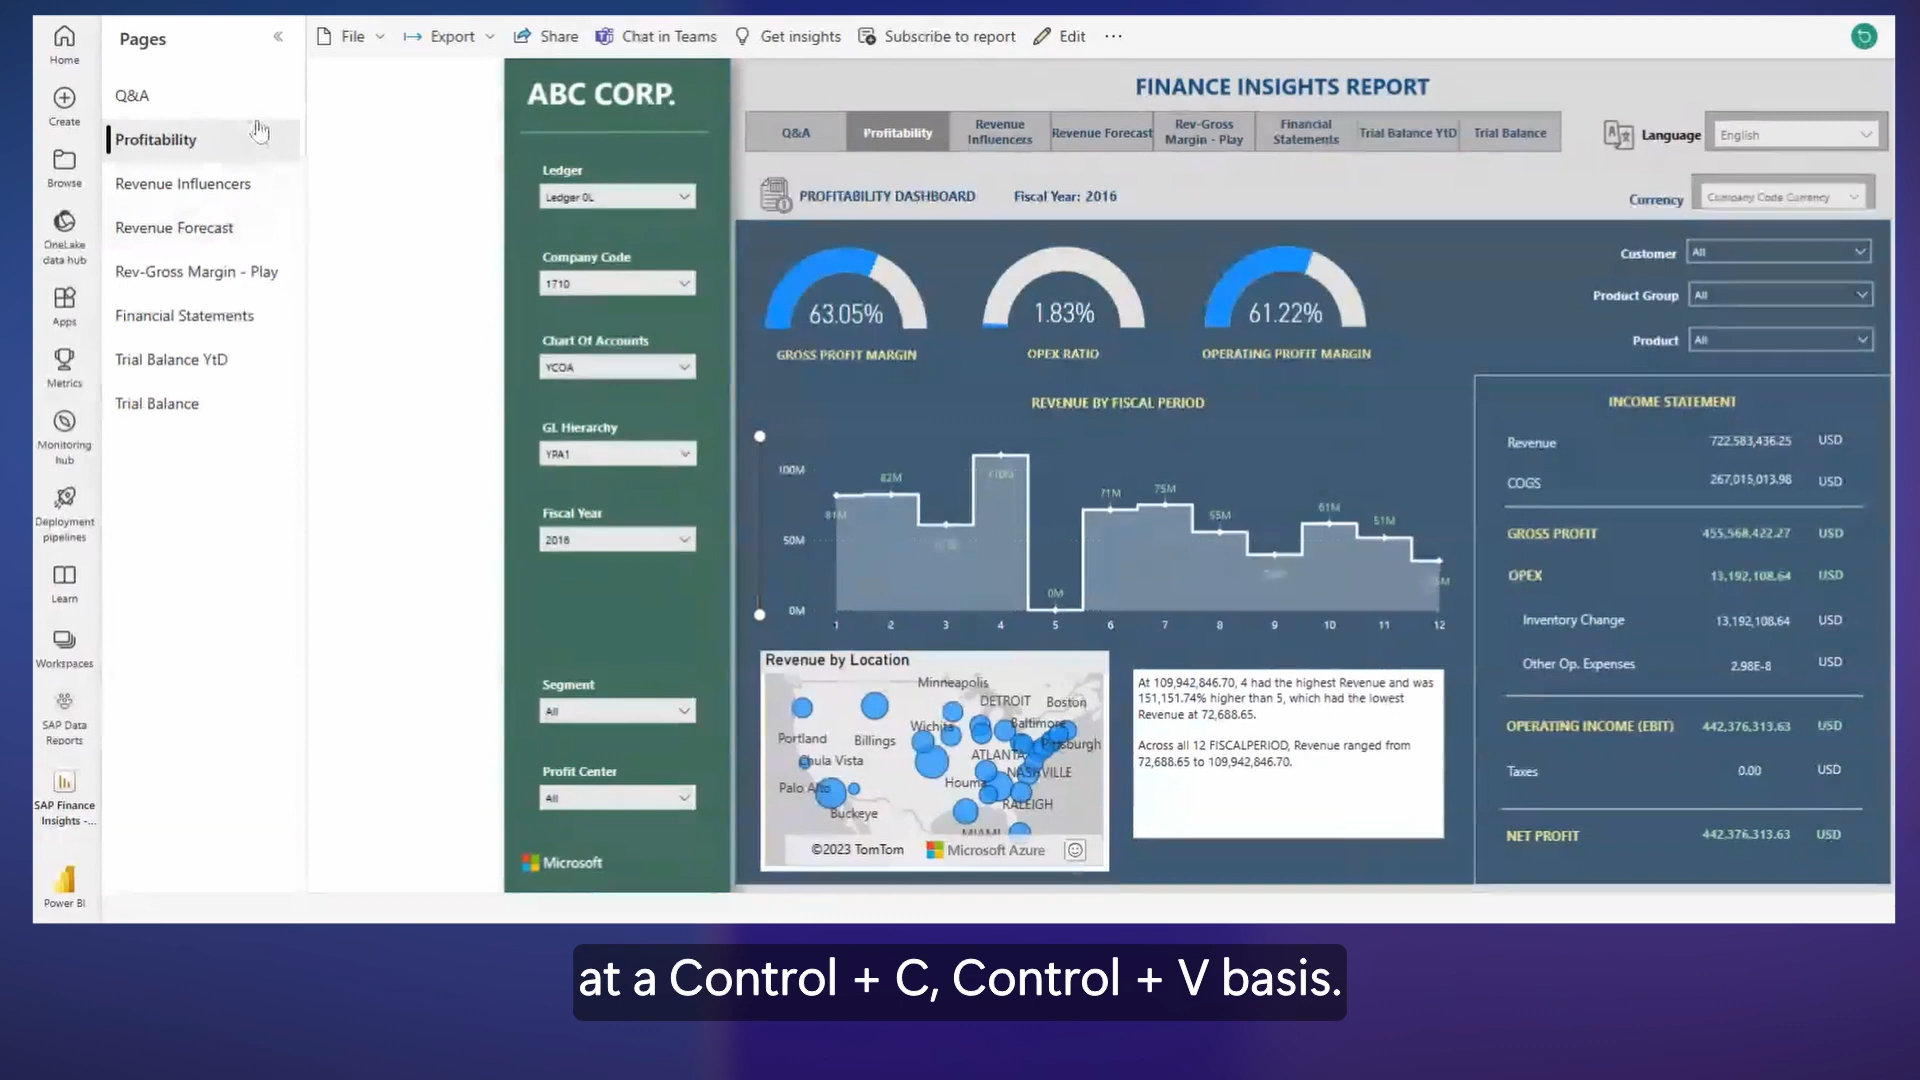 Home
Create
Browse
OneLake
data hub
Apps
Metrics
Monitoring
hub
Deployment
pipelines
Learn
Workspaces
SAP Data
Reports
SAP Finance
Insights -...
Power BI
Pages
Q&A
Profitability
Revenue Influencers
Revenue Forecast
Rev-Gross Margin - Play
Financial Statements
Trial Balance YtD
Trial Balance
File
Export
Share
Chat in Teams
Get insights
Subscribe to report
Edit
ABC CORP.
Ledger
Ledger 0L
Company Code
1710
Chart Of Accounts
YCOA
GL Hierarchy
YPA1
Fiscal Year
2016
Segment
All
Profit Center
All
Microsoft
FINANCE INSIGHTS REPORT
Q&A
Profitability
Revenue
Influencers
Revenue Forecast
Rev-Gross
Margin - Play
Financial
Statements
Trial Balance YtD
Trial Balance
Language
English
PROFITABILITY DASHBOARD
Fiscal Year: 2016
Currency
Company Code Currency
63.05%
GROSS PROFIT MARGIN
1.83%
OPEX RATIO
61.22%
OPERATING PROFIT MARGIN
Customer
All
Product Group
All
Product
All
REVENUE BY FISCAL PERIOD
100M
50M
0M
81M
82M
110M
0M
71M
75M
55M
61M
51M
1 2 3 4 5 6 7 8 9 10 11 12
Revenue by Location
Minneapolis
DETROIT
Boston
Wichita
Baltimore
Portland
Billings
Pittsburgh
Chula Vista
ATLANTA
NASHVILLE
Palo Alto
Houma
Buckeye
RALEIGH
MIAMI
©2023 TomTom
Microsoft Azure
At 109,942,846.70, 4 had the highest Revenue and was
151,151.74% higher than 5, which had the lowest
Revenue at 72,688.65.
Across all 12 FISCALPERIOD, Revenue ranged from
72,688.65 to 109,942,846.70.
INCOME STATEMENT
Revenue 722,583,436.25 USD
COGS 267,015,013.98 USD
GROSS PROFIT 455,568,422.27 USD
OPEX 13,192,108.64 USD
Inventory Change 13,192,108.64 USD
Other Op. Expenses 2.98E-8 USD
OPERATING INCOME (EBIT) 442,376,313.63 USD
Taxes 0.00 USD
NET PROFIT 442,376,313.63 USD
at a Control + C, Control + V basis.